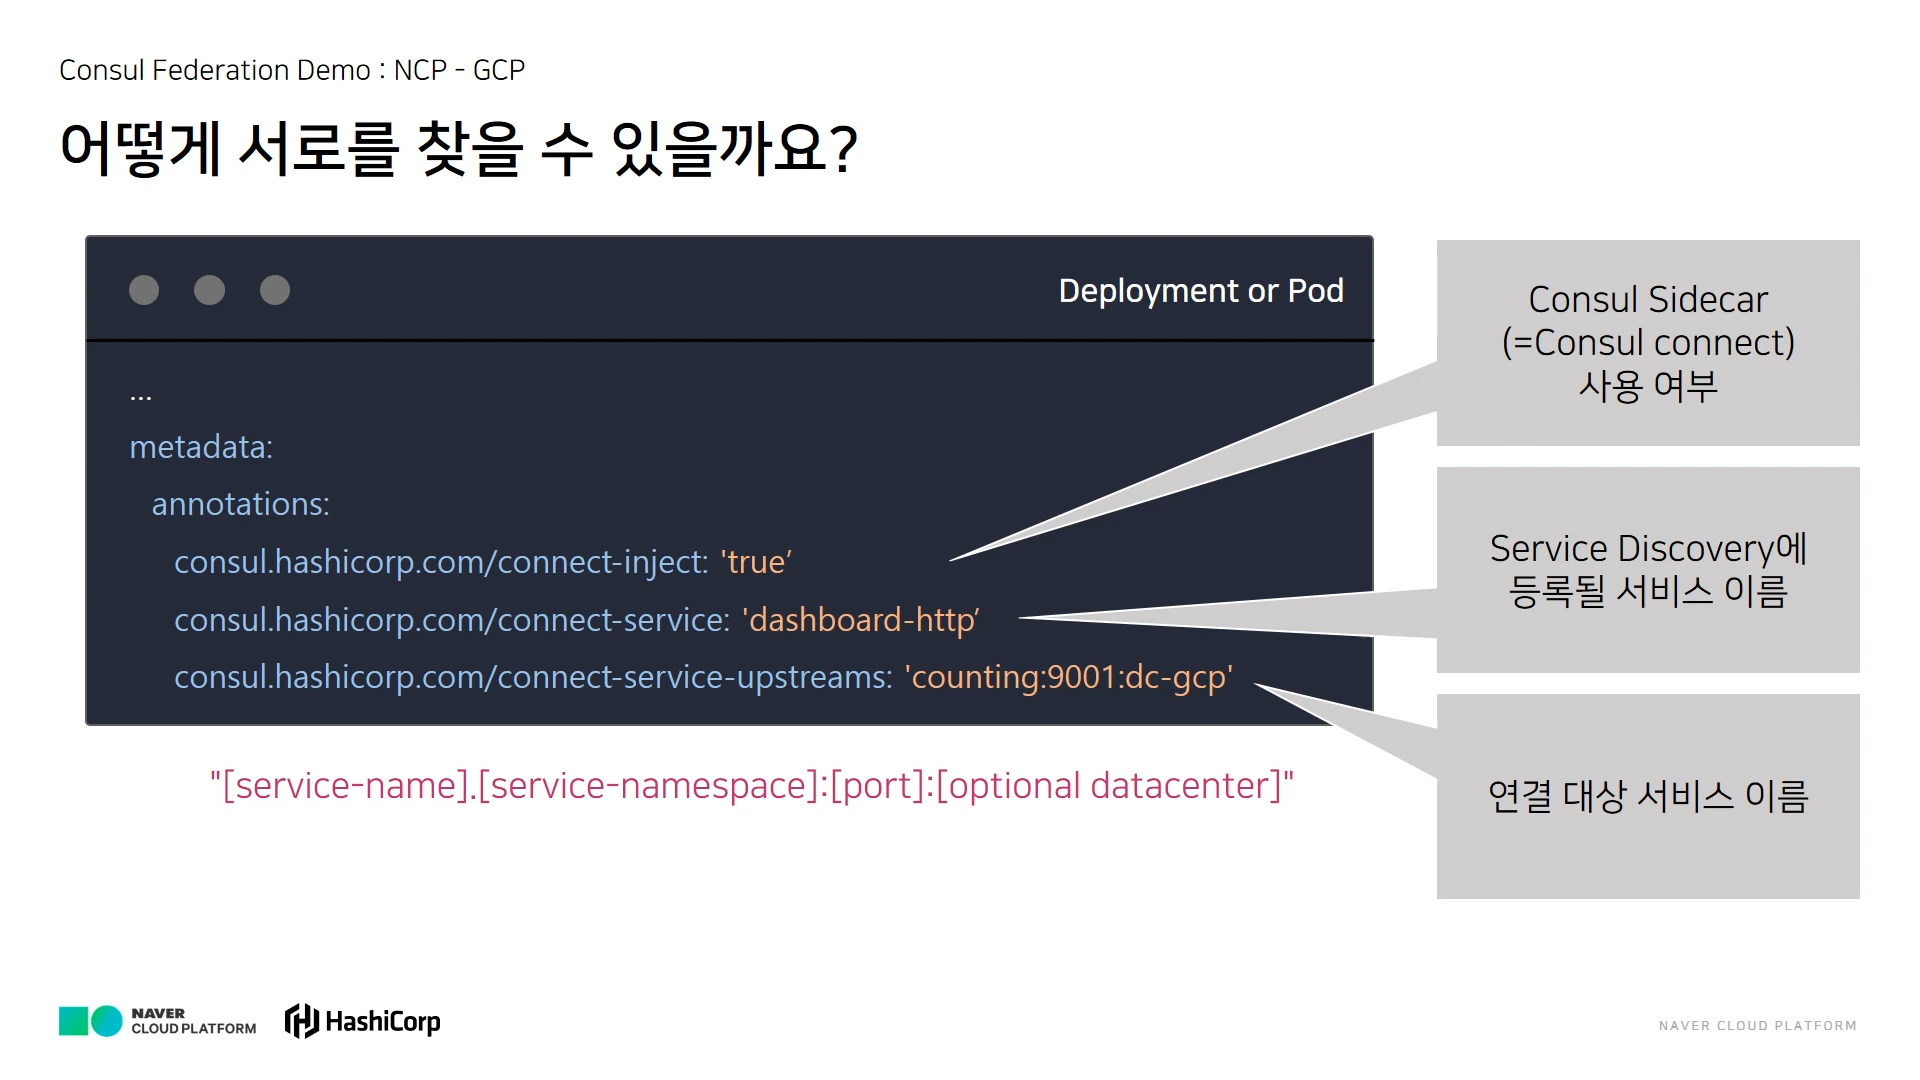 Consul Federation Demo : NCP - GCP
어떻게 서로를 찾을 수 있을까요?
Deployment or Pod
...
metadata:
annotations:
consul.hashicorp.com/connect-inject: 'true’
consul.hashicorp.com/connect-service: 'dashboard-http’
consul.hashicorp.com/connect-service-upstreams: 'counting:9001:dc-gcp'
"[service-name].[service-namespace]:[port]:[optional datacenter]"
Consul Sidecar
(=Consul connect)
사용 여부
Service Discovery에
등록될 서비스 이름
연결 대상 서비스 이름
NAVER
CLOUD PLATFORM
HashiCorp
NAVER CLOUD PLATFORM